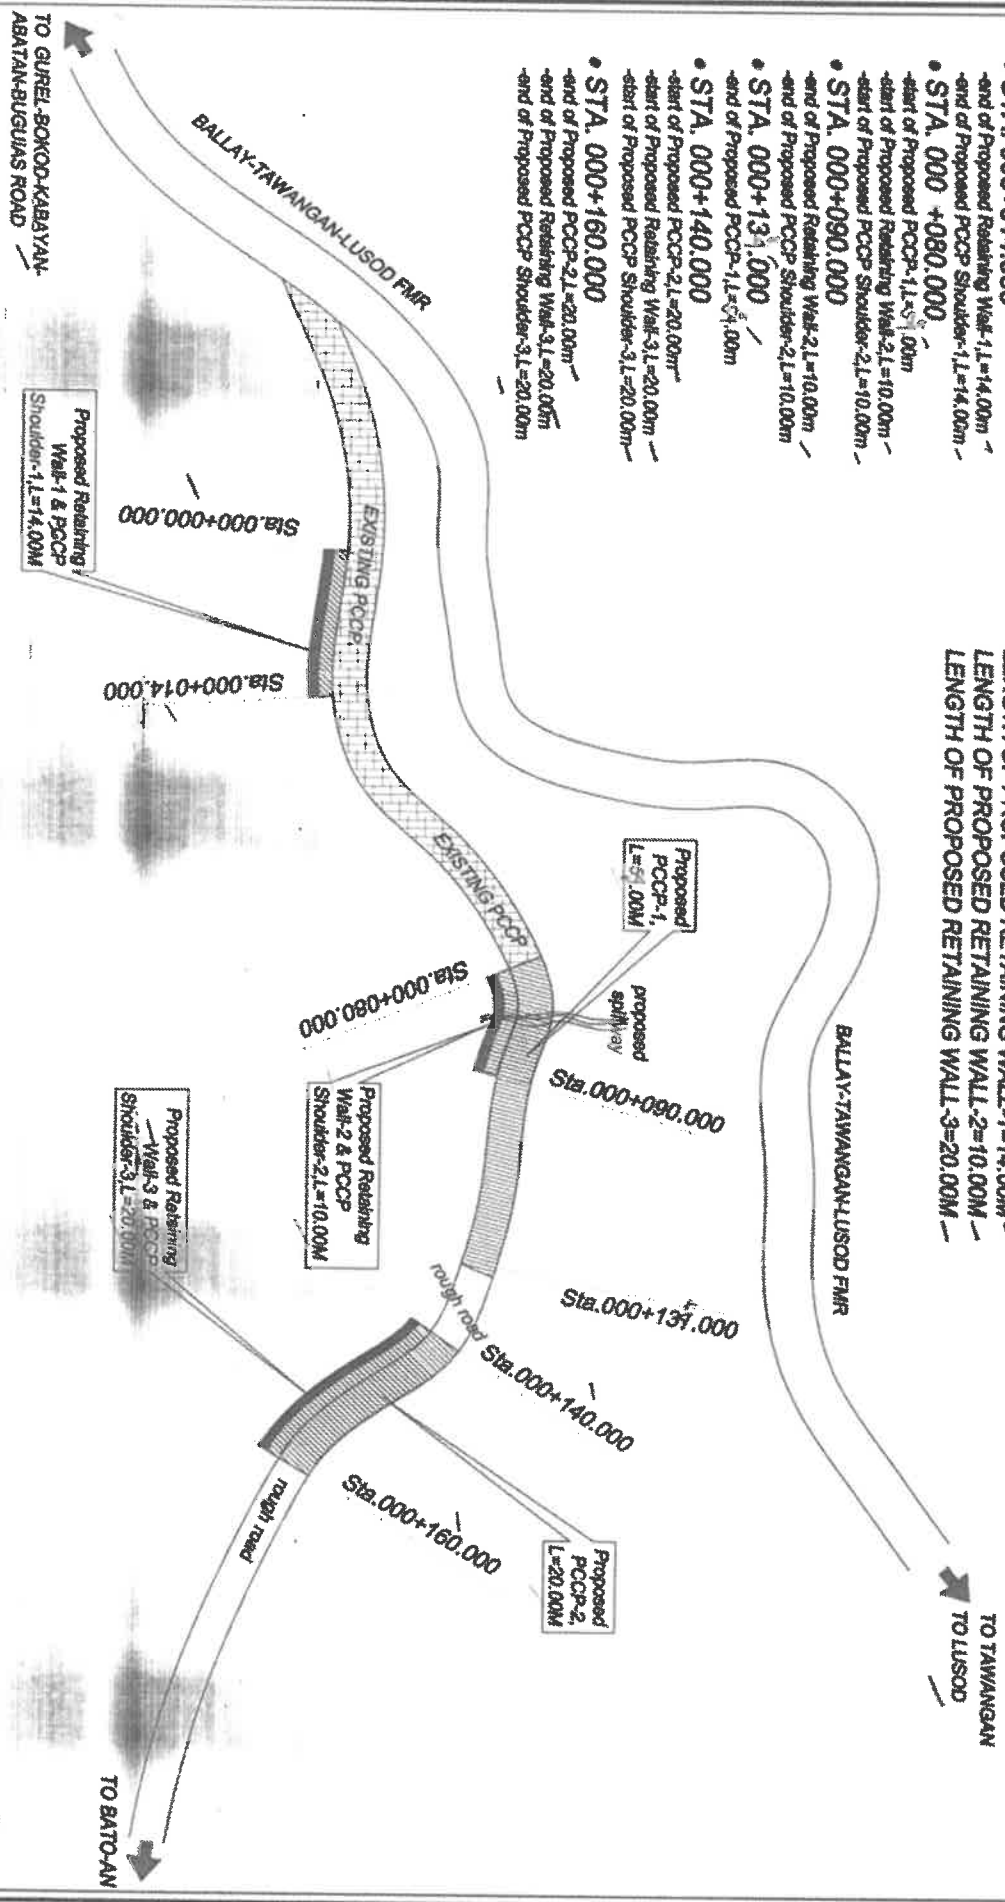 -end of Proposed Retaining Wall-1,L=14.00m
-end of Proposed PCCP Shoulder-1,L=14.00m
• STA. 000 +080.000
-start of Proposed PCCP-1,L= .00m
-start of Proposed Retaining Wall-2,L=10.00m
-start of Proposed PCCP Shoulder-2,L=10.00m
• STA. 000+090.000
-end of Proposed Retaining Wall-2,L=10.00m
-end of Proposed PCCP Shoulder-2,L=10.00m
• STA. 000+13 .000
-end of Proposed PCCP-1,L= .00m
• STA. 000+140.000
-start of Proposed PCCP-2,L=20.00m
-start of Proposed Retaining Wall-3,L=20.00m
-start of Proposed PCCP Shoulder-3,L=20.00m
• STA. 000+160.000
-end of Proposed PCCP-2,L=20.00m
-end of Proposed Retaining Wall-3,L=20.00m
-end of Proposed PCCP Shoulder-3,L=20.00m
LENGTH OF PROPOSED RETAINING WALL-2=10.00M
LENGTH OF PROPOSED RETAINING WALL-3=20.00M
TO TAWANGAN
TO LUSOD
BALLAY-TAWANGAN-LUSOD FMR
BALLAY-TAWANGAN-LUSOD FMR
TO GUREL-BOKOD-KABAYAN-
ABATAN-BUGUIAS ROAD
EXISTING PCCP
EXISTING PCCP
Sta.000+000.000
Sta.000+014.000
Proposed Retaining
Wall-1 & PCCP
Shoulder-1,L=14.00M
Proposed
PCCP-1,
L= .00M
proposed
spillway
Sta.000+080.000
Sta.000+090.000
Proposed Retaining
Wall-2 & PCCP
Shoulder-2,L=10.00M
Sta.000+13 .000
rough road
Sta.000+140.000
Proposed Retaining
Wall-3 & PCCP
Shoulder-3,L=20.00M
Sta.000+160.000
Proposed
PCCP-2,
L=20.00M
rough road
TO BATO-AN